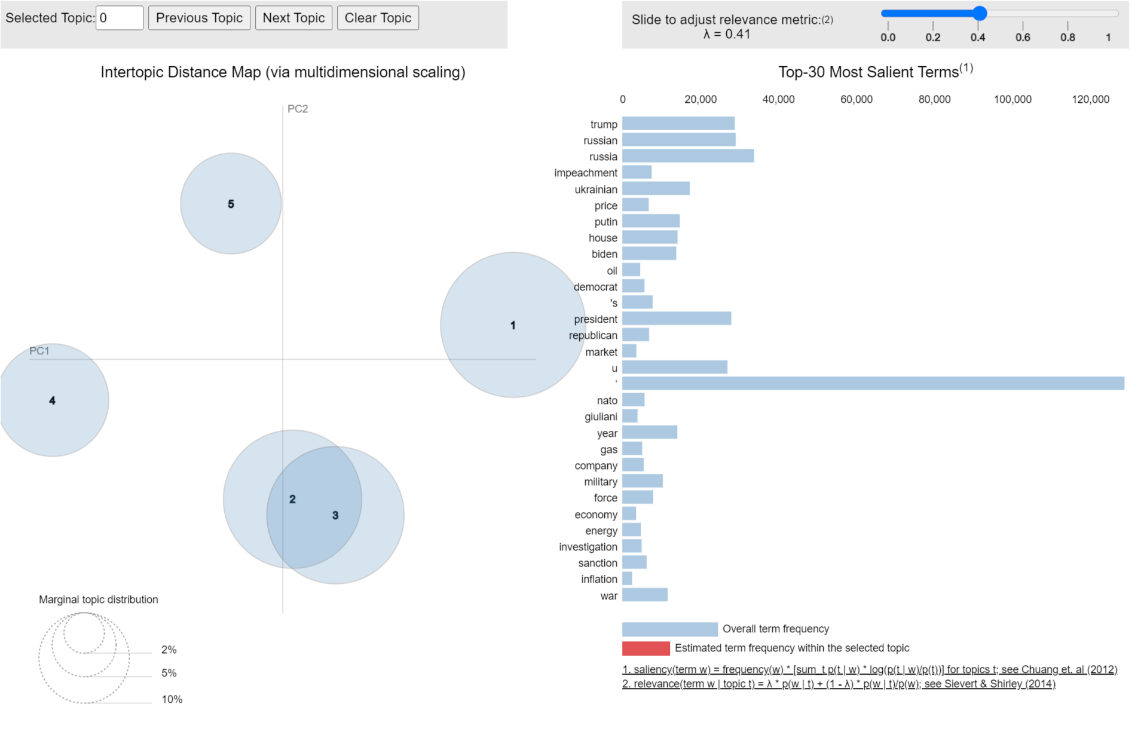 Selected Topic: 0 Previous Topic Next Topic Clear Topic
Slide to adjust relevance metric:(2)
λ = 0.41
0.0 0.2 0.4 0.6 0.8 1
Intertopic Distance Map (via multidimensional scaling)
PC2
PC1
5
1
4
2
3
Marginal topic distribution
2%
5%
10%
Top-30 Most Salient Terms(1)
0 20,000 40,000 60,000 80,000 100,000 120,000
trump
russian
russia
impeachment
ukrainian
price
putin
house
biden
oil
democrat
's
president
republican
market
u
'
nato
giuliani
year
gas
company
military
force
economy
energy
investigation
sanction
inflation
war
Overall term frequency
Estimated term frequency within the selected topic
1. saliency(term w) = frequency(w) * [sum_t p(t | w) * log(p(t | w)/p(t))] for topics t; see Chuang et. al (2012)
2. relevance(term w | topic t) = λ * p(w | t) + (1 - λ) * p(w | t)/p(w); see Sievert & Shirley (2014)